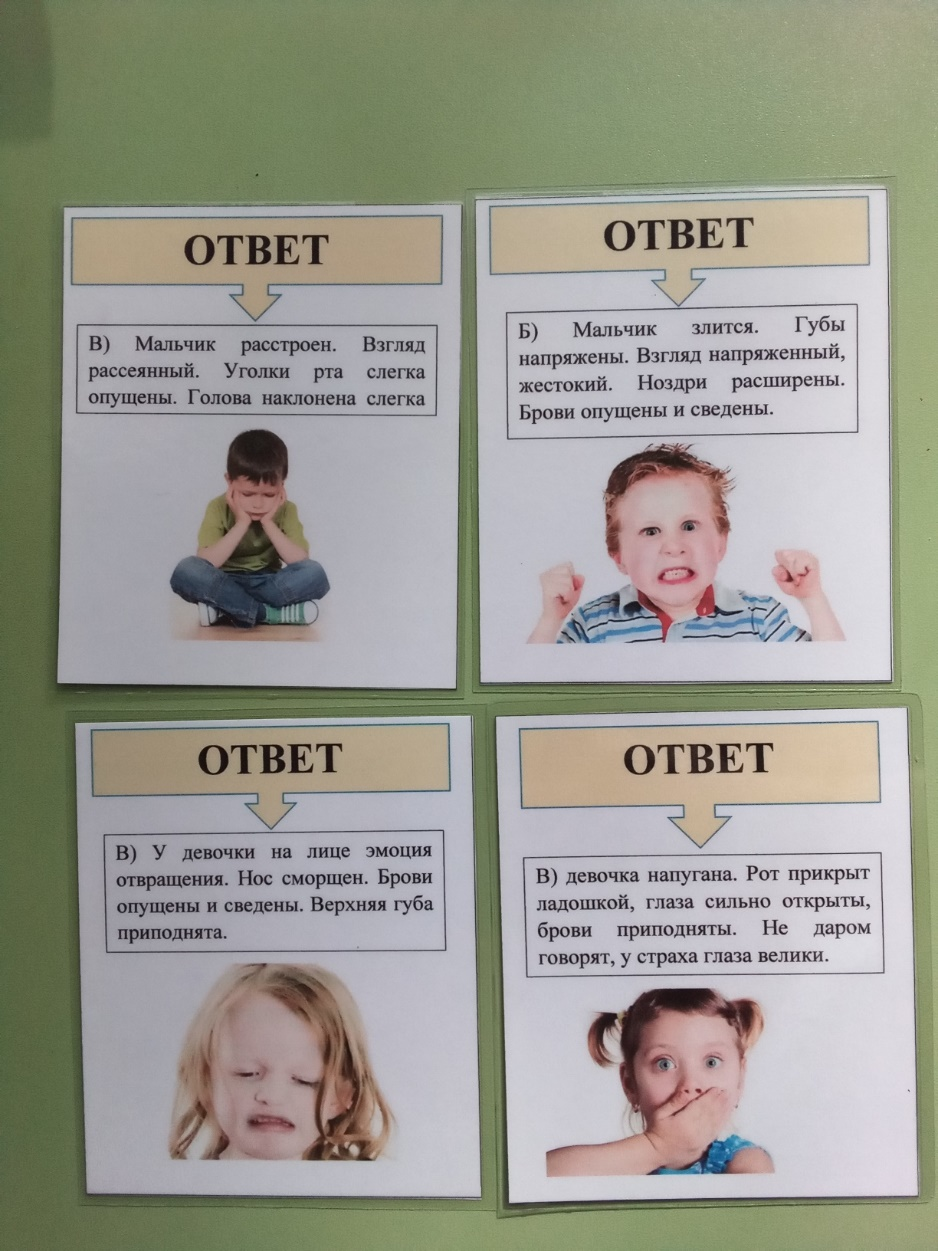 ОТВЕТ
В) Мальчик расстроен. Взгляд
рассеянный. Уголки рта слегка
опущены. Голова наклонена слегка
ОТВЕТ
Б) Мальчик злится. Губы
напряжены. Взгляд напряженный,
жестокий. Ноздри расширены.
Брови опущены и сведены.
ОТВЕТ
В) У девочки на лице эмоция
отвращения. Нос сморщен. Брови
опущены и сведены. Верхняя губа
приподнята.
ОТВЕТ
В) девочка напугана. Рот прикрыт
ладошкой, глаза сильно открыты,
брови приподняты. Не даром
говорят, у страха глаза велики.